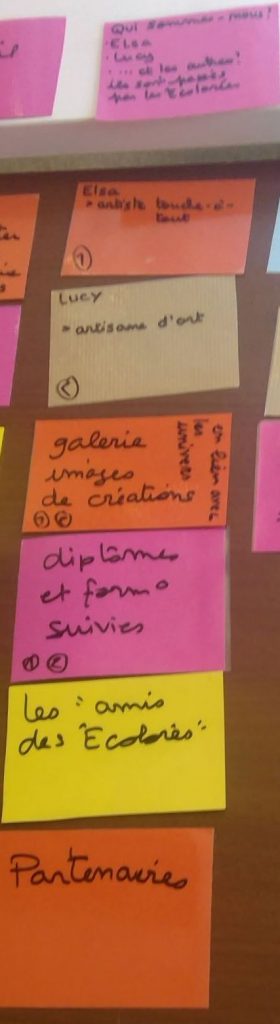 Qui sommes-nous?
- Elsa
- Lucy
- ... et les autres?
ils sont passés
par les Ecolorés
Elsa
* artiste touche-à-
tout
1
Lucy
* artisane d'art
2
galerie
images
de créations
1 2
en lien avec
les
univers
diplômes
et form°
suivies
1 2
Les "amis
des "Ecolorés"
Partenaires